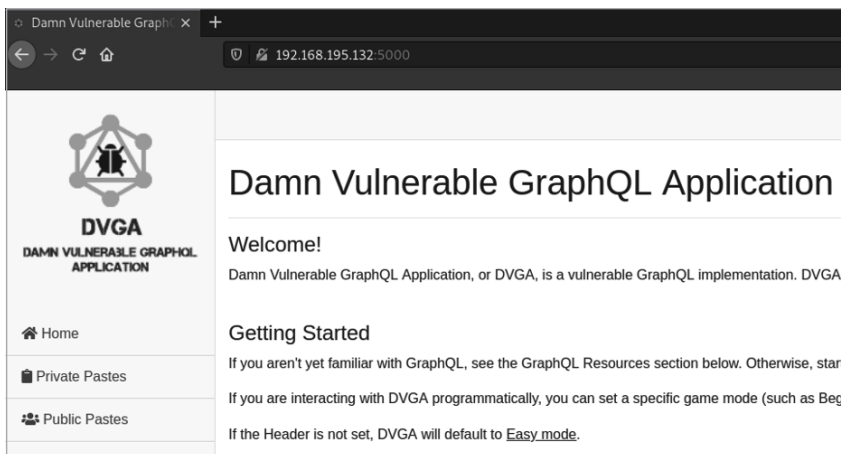 Damn Vulnerable Graph
192.168.195.132:5000
DVGA
DAMN VULNERABLE GRAPHQL
APPLICATION
Home
Private Pastes
Public Pastes
Damn Vulnerable GraphQL Application
Welcome!
Damn Vulnerable GraphQL Application, or DVGA, is a vulnerable GraphQL implementation. DVGA
Getting Started
If you aren't yet familiar with GraphQL, see the GraphQL Resources section below. Otherwise, star
If you are interacting with DVGA programmatically, you can set a specific game mode (such as Beg
If the Header is not set, DVGA will default to Easy mode.